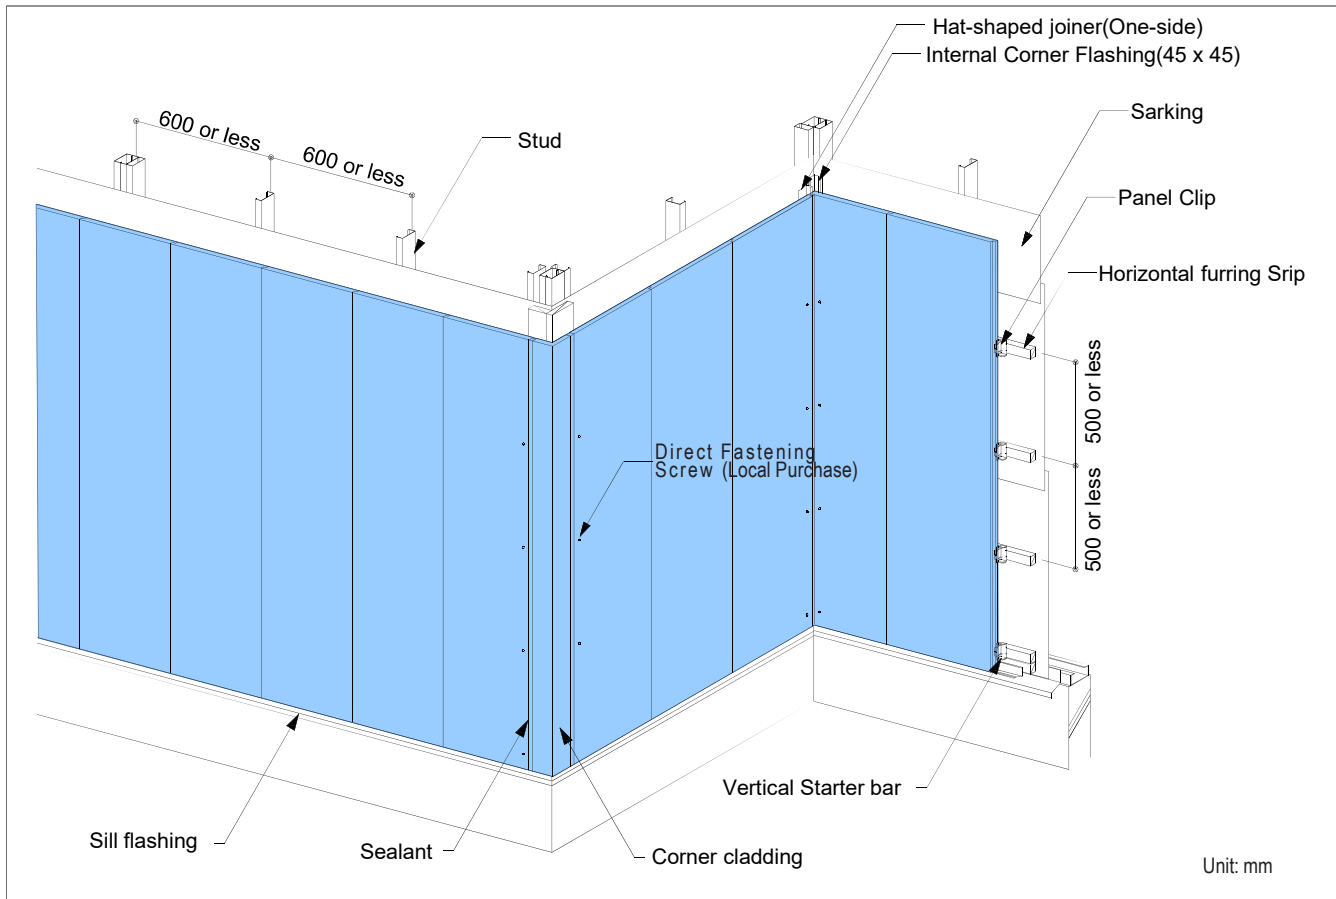 Hat-shaped joiner(One-side)
Internal Corner Flashing(45 x 45)
Sarking
600 or less
600 or less
Stud
Panel Clip
Horizontal furring Srip
500 or less
500 or less
Direct Fastening
Screw (Local Purchase)
Vertical Starter bar
Sill flashing
Sealant
Corner cladding
Unit: mm